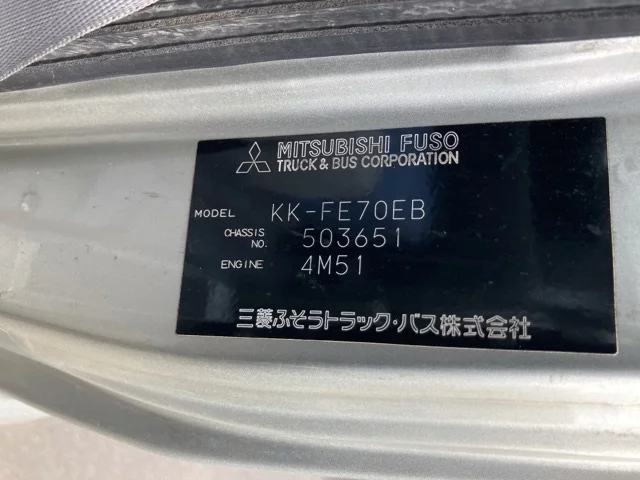 MITSUBISHI FUSO
TRUCK & BUS CORPORATION
MODEL KK-FE70EB
CHASSIS NO. 503651
ENGINE 4M51
三菱ふそうトラック・バス株式会社